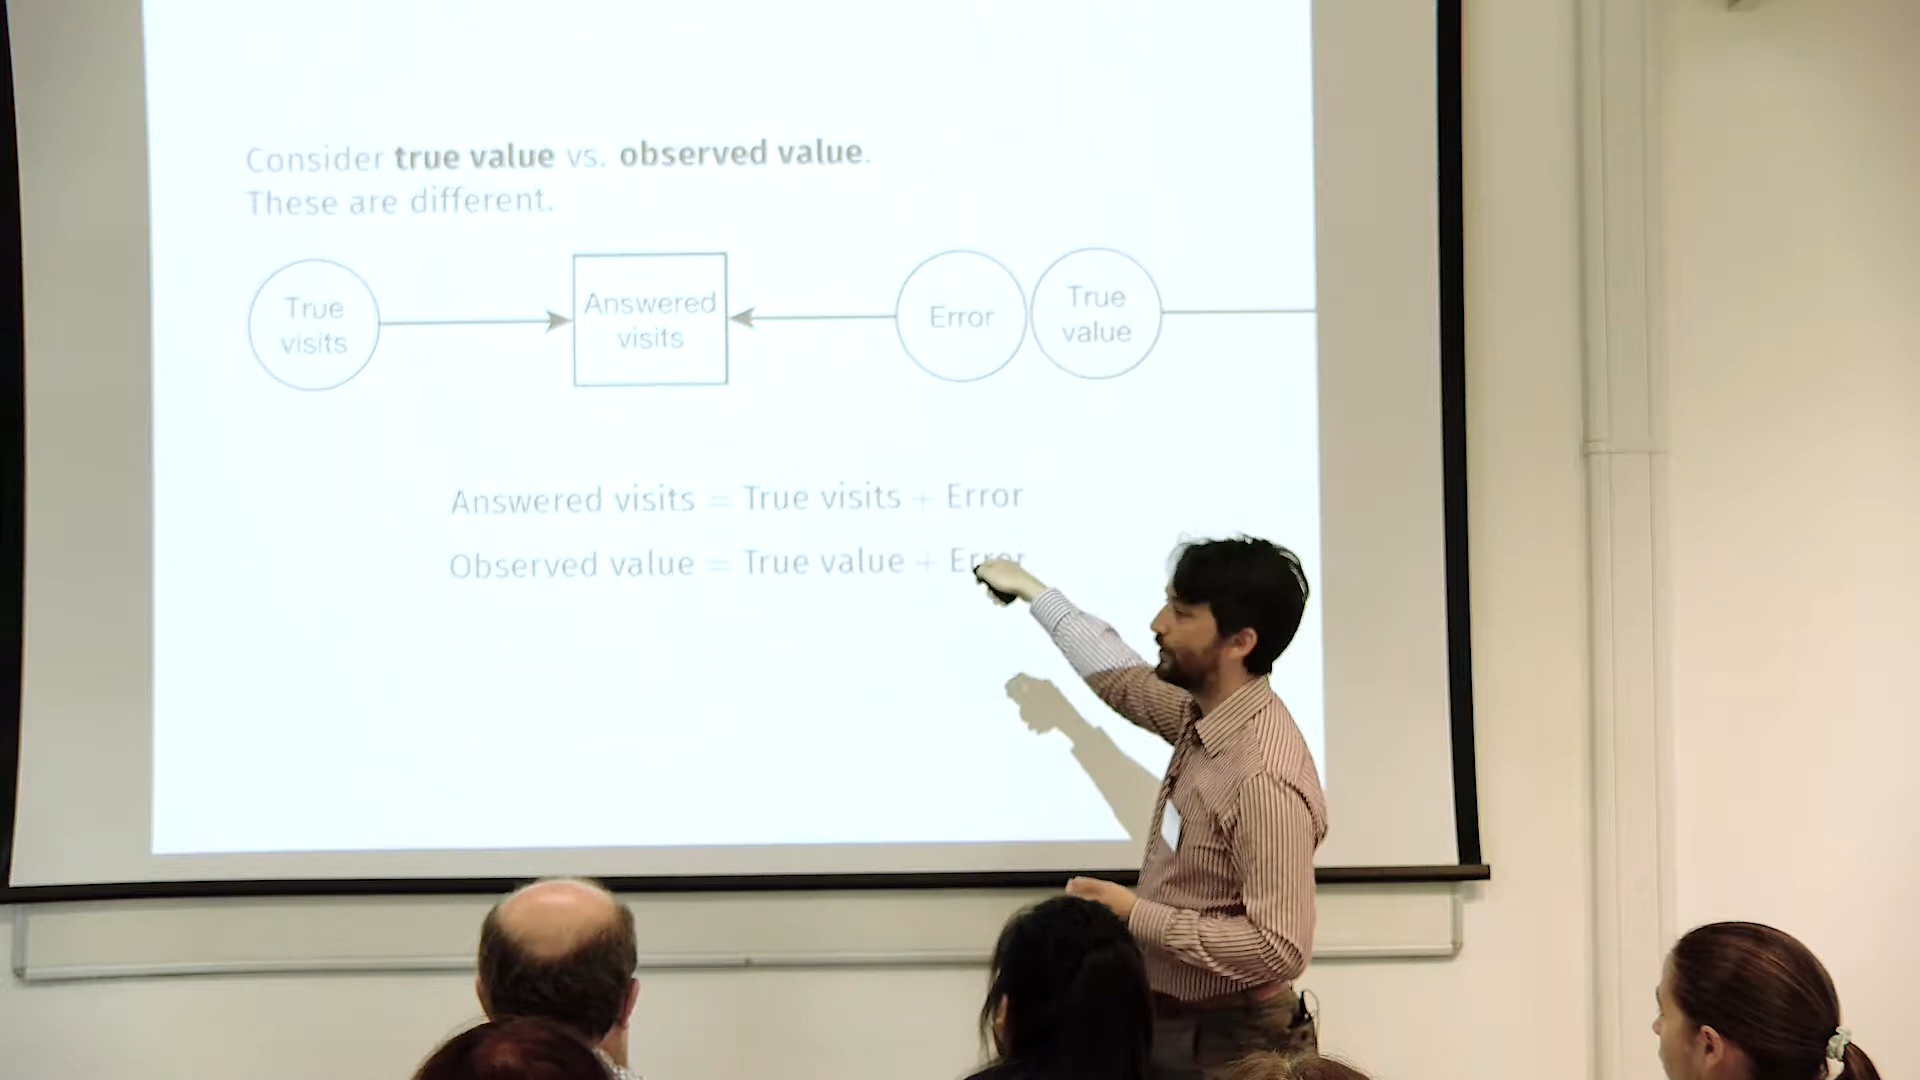 Consider true value vs. observed value.
These are different.
True
visits
Answered
visits
Error
True
value
Answered visits = True visits + Error
Observed value = True value + Error